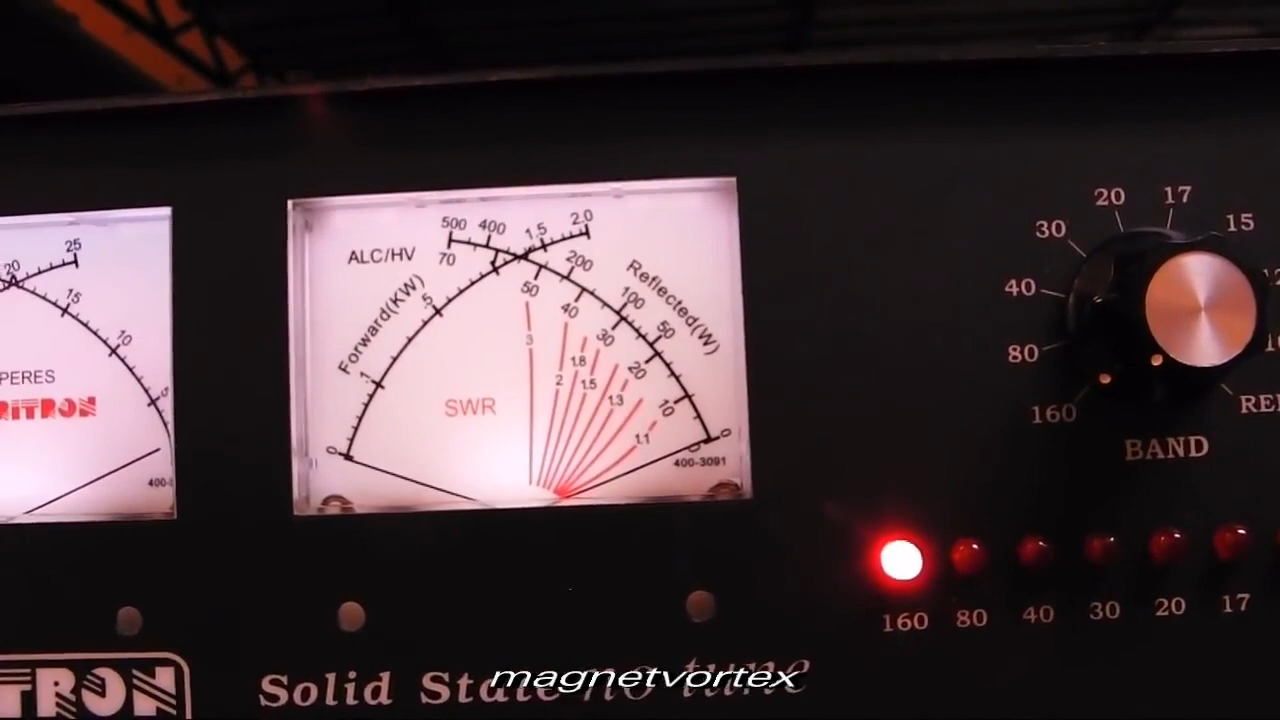 25
20
15
10
5
PERES
RITRON
500 400 1.5 2.0
ALC/HV 70
200
50
Reflected(W)
Forward(KW)
.5
40
100
30
50
3
1.8
20
.1
2
1.5
1.3
10
SWR
1.1
0
0
400-3091
20 17
30 15
40
80
160
BAND
160 80 40 30 20 17
TRON
Solid State no tune
magnetvortex